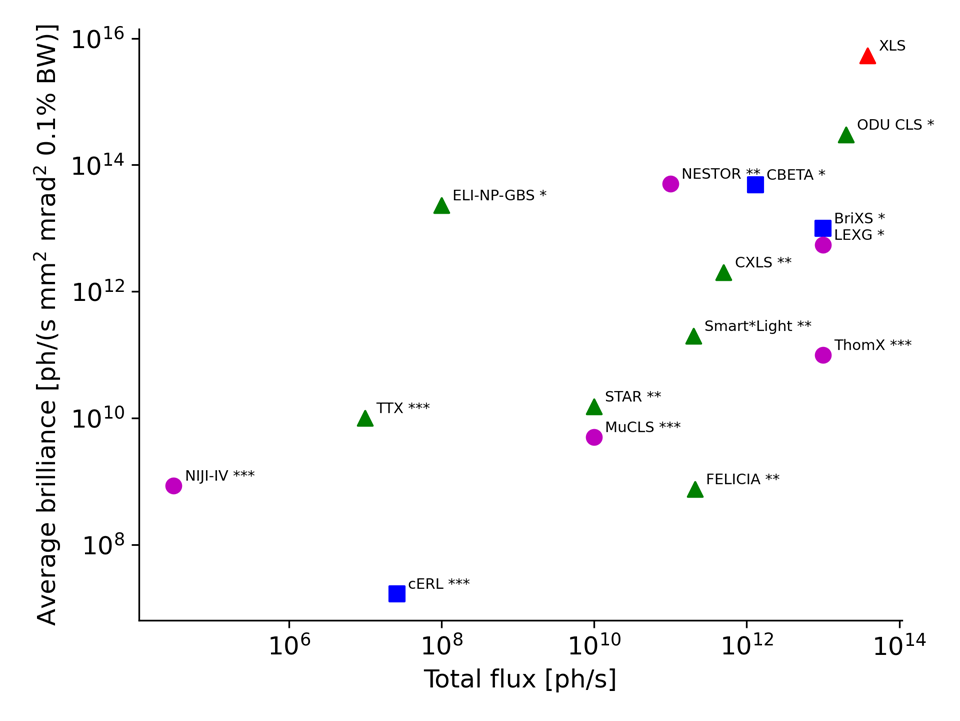 10^16
XLS
ODU CLS *
10^14
NESTOR ** CBETA *
ELI-NP-GBS *
BriXS *
LEXG *
CXLS **
10^12
Smart*Light **
ThomX ***
STAR **
TTX ***
10^10
MuCLS ***
NIJI-IV ***
FELICIA **
10^8
cERL ***
Average brilliance [ph/(s mm^2 mrad^2 0.1% BW)]
10^6 10^8 10^10 10^12 10^14
Total flux [ph/s]